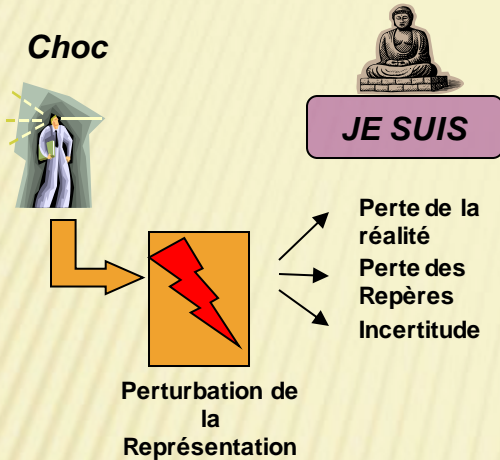 Choc
JE SUIS
Perte de la
réalité
Perte des
Repères
Incertitude
Perturbation de
la
Représentation